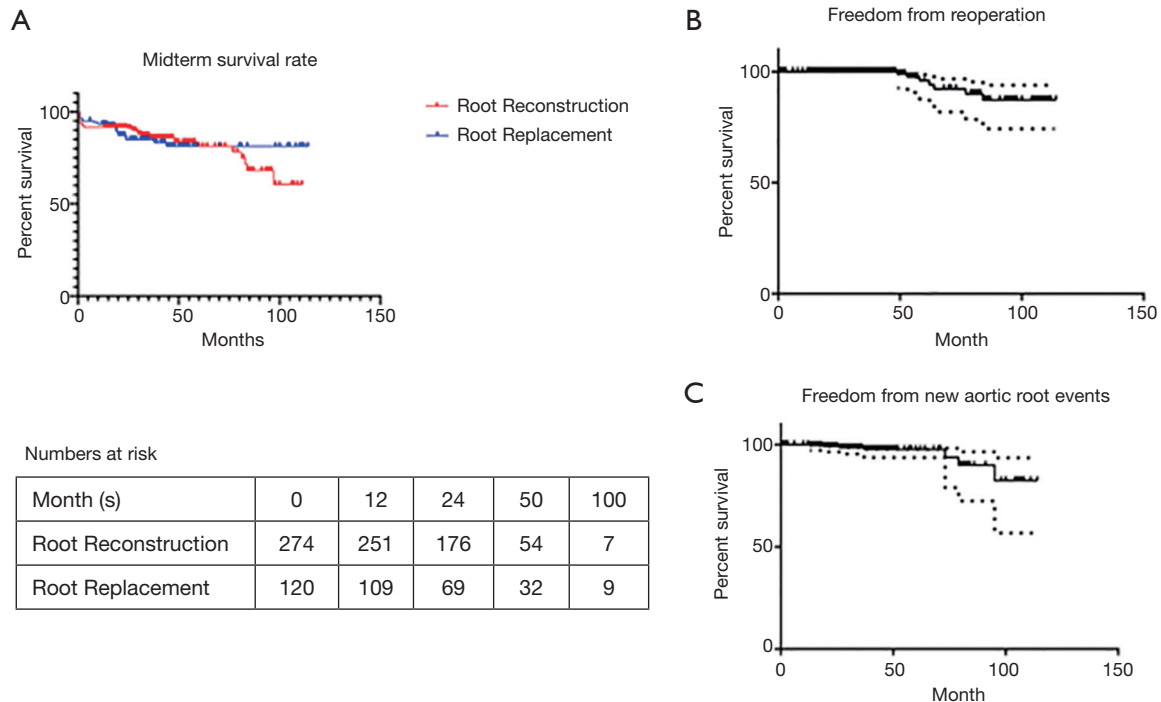 A
Midterm survival rate
100
50
0
Percent survival
0 50 100 150
Months
Root Reconstruction
Root Replacement
Numbers at risk
Month (s) 0 12 24 50 100
Root Reconstruction 274 251 176 54 7
Root Replacement 120 109 69 32 9
B
Freedom from reoperation
100
50
0
Percent survival
0 50 100 150
Month
C
Freedom from new aortic root events
100
50
0
Percent survival
0 50 100 150
Month